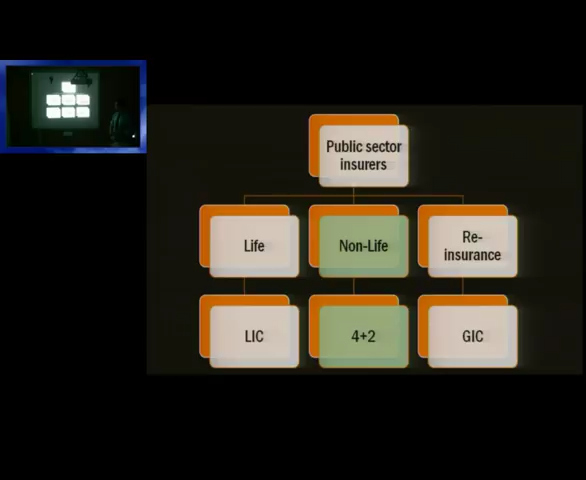 Public sector
insurers
Life
Non-Life
Re-
insurance
LIC
4+2
GIC